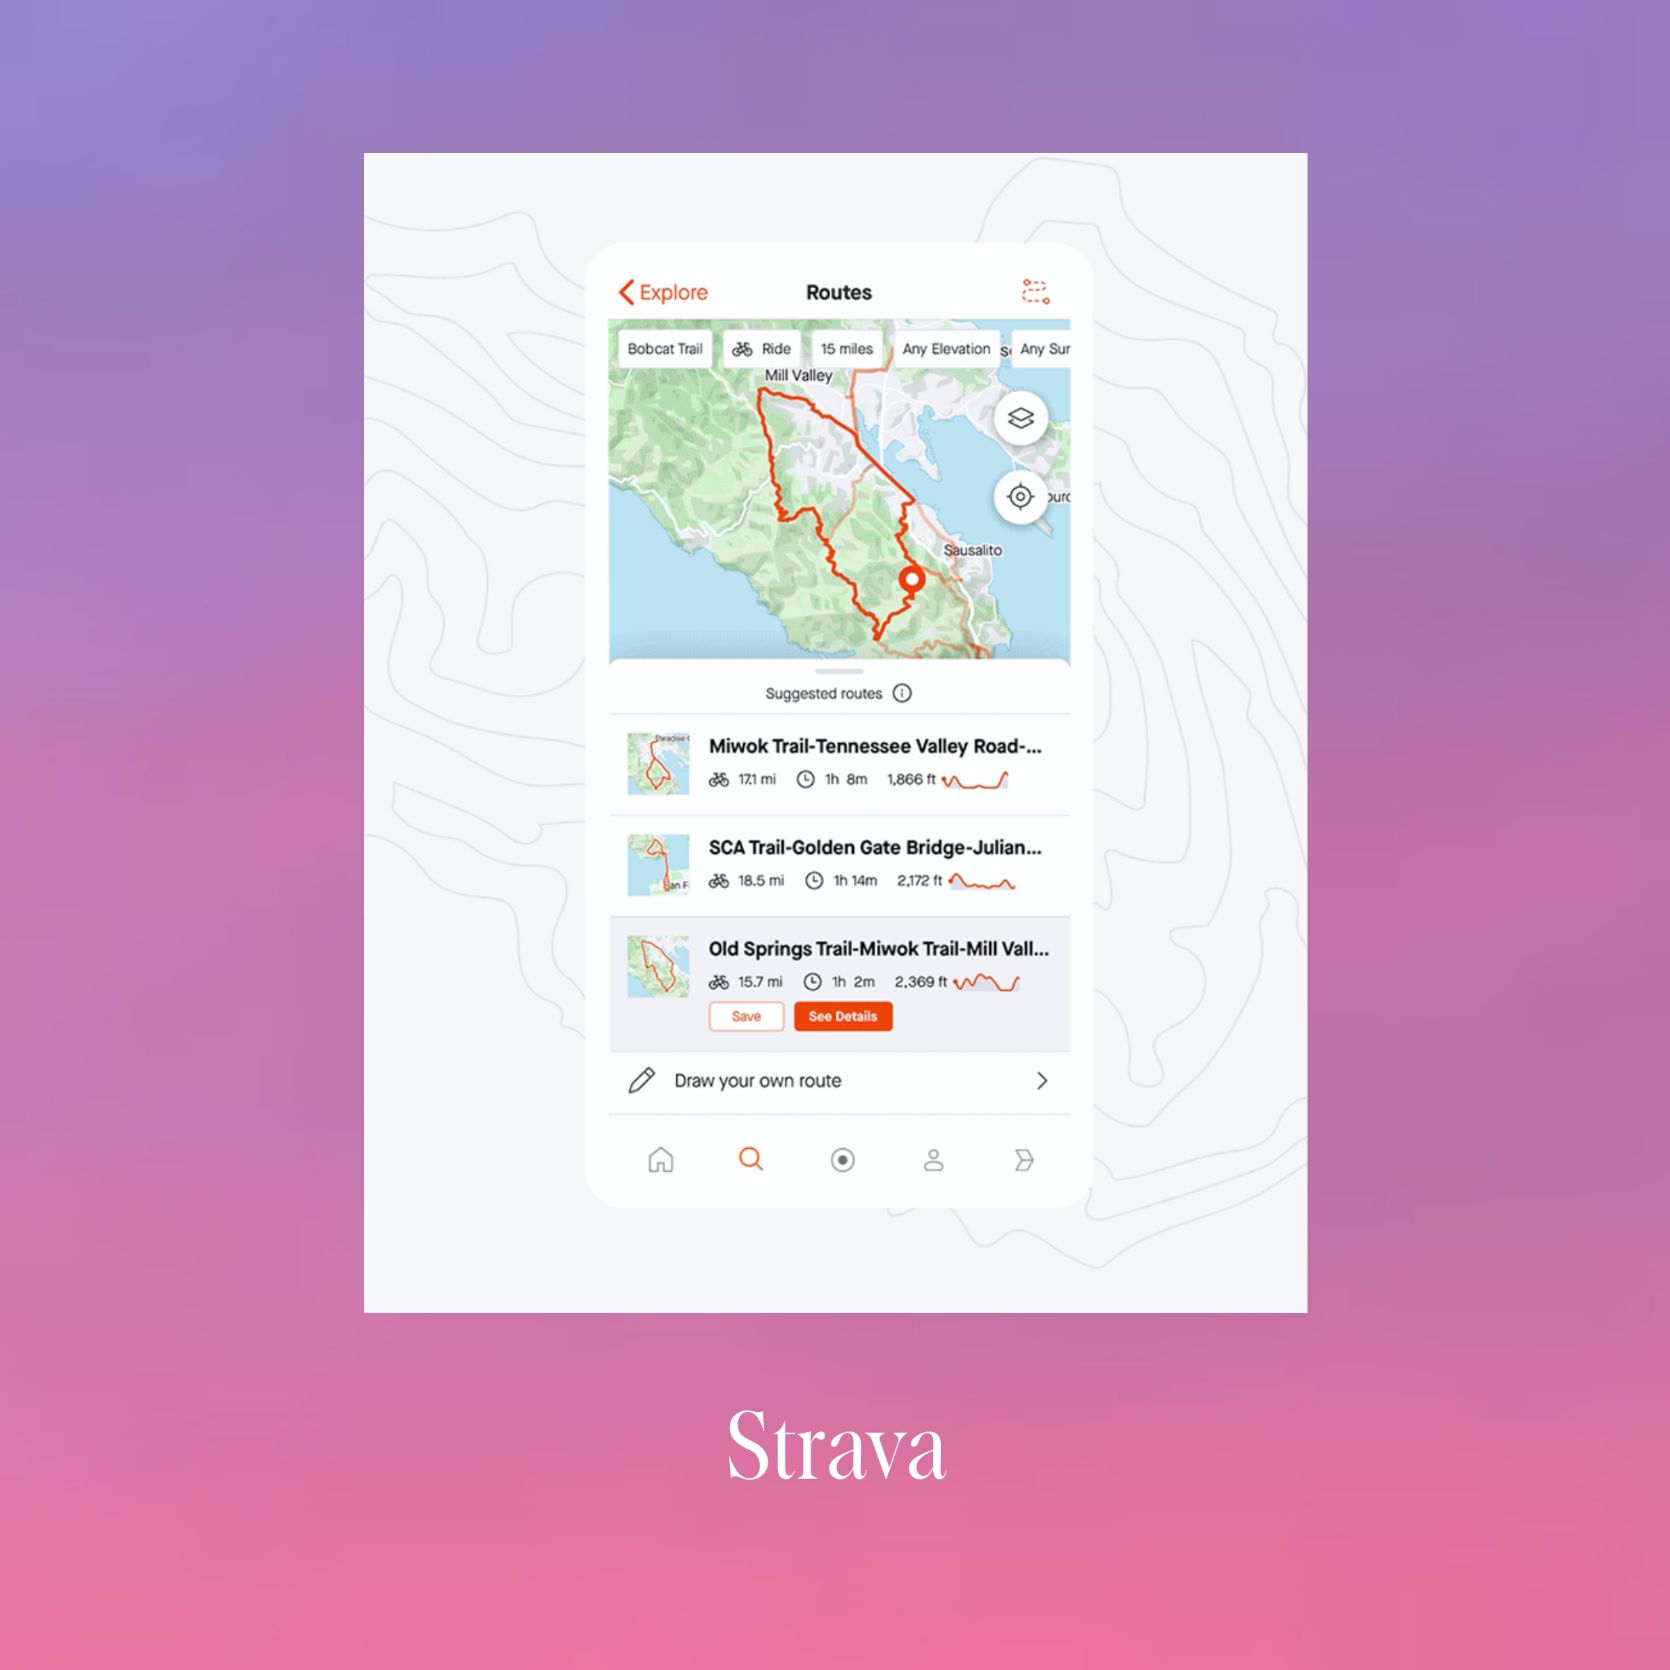 Explore
Routes
Bobcat Trail
Ride
15 miles
Any Elevation
Any Sur
Mill Valley
Sausalito
Suggested routes
Miwok Trail-Tennessee Valley Road-...
17.1 mi 1h 8m 1,866 ft
SCA Trail-Golden Gate Bridge-Julian...
18.5 mi 1h 14m 2,172 ft
Old Springs Trail-Miwok Trail-Mill Vall...
15.7 mi 1h 2m 2,369 ft
Save
See Details
Draw your own route
Strava